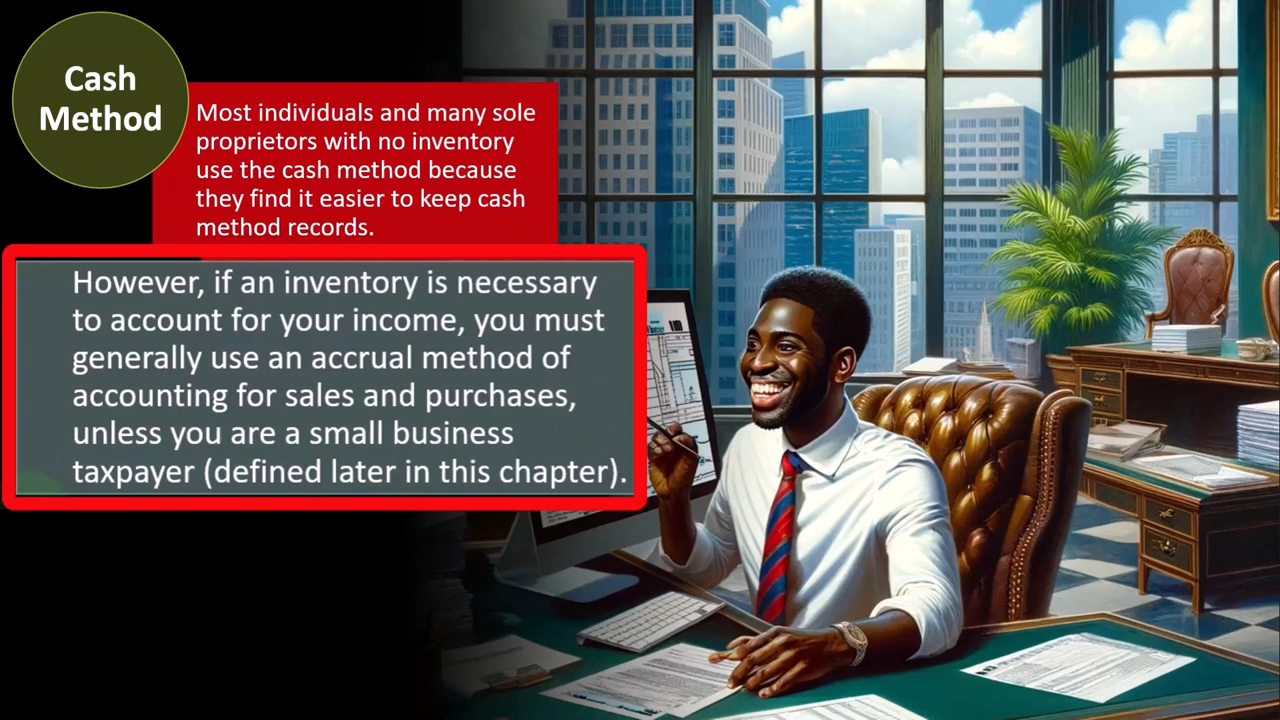 Cash
Method
Most individuals and many sole
proprietors with no inventory
use the cash method because
they find it easier to keep cash
method records.
However, if an inventory is necessary
to account for your income, you must
generally use an accrual method of
accounting for sales and purchases,
unless you are a small business
taxpayer (defined later in this chapter).